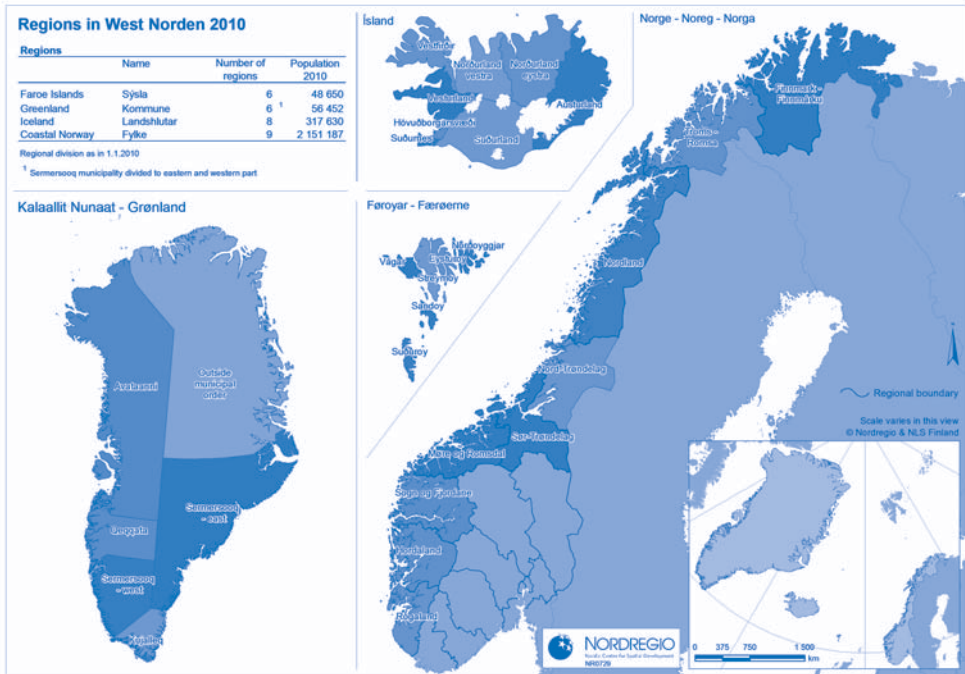 Regions in West Norden 2010
Regions
Name
Number of
regions
Population
2010
Faroe Islands Sýsla 6 48 650
Greenland Kommune 6 1 56 452
Iceland Landshlutar 8 317 630
Coastal Norway Fylke 9 2 151 187
Regional division as in 1.1.2010
1 Sermersooq municipality divided to eastern and western part
Ísland
Vestfirðir
Norðurland
vestra
Norðurland
eystra
Vesturland
Austurland
Höfuðborgarsvæði
Suðurnes
Suðurland
Norge - Noreg - Norga
Finnmark -
Finnmárku
Troms -
Romsa
Nordland
Nord-Trøndelag
Sør-Trøndelag
Møre og Romsdal
Sogn og Fjordane
Hordaland
Rogaland
Kalaallit Nunaat - Grønland
Outside
municipal
order
Avataanni
Sermersooq
- east
Qeqqata
Sermersooq
- west
Kujalleq
Føroyar - Færøerne
Norðoyggjar
Vágar
Eysturoy
Streymoy
Sandoy
Suðuroy
Regional boundary
Scale varies in this view
© Nordregio & NLS Finland
NORDREGIO
Nordic Centre for Spatial Development
NR0729
0 375 750 1 500
km